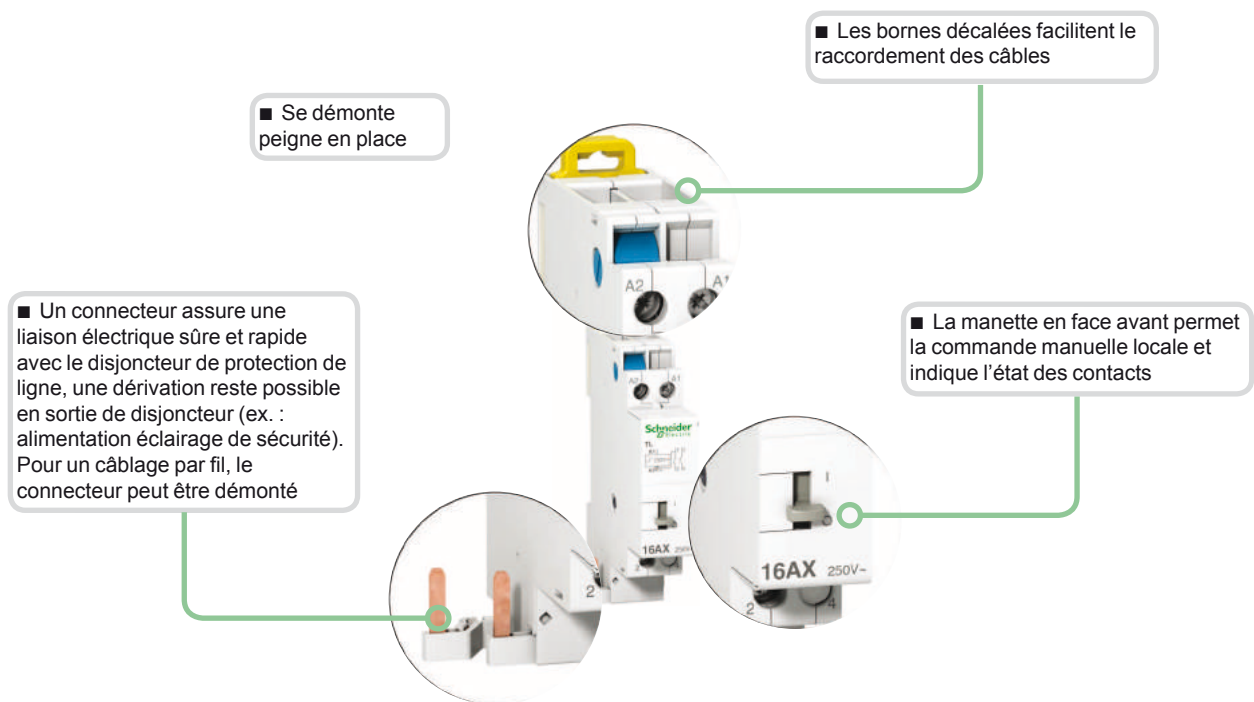 ■ Les bornes décalées facilitent le
raccordement des câbles
■ Se démonte
peigne en place
A2
A1
■ Un connecteur assure une
liaison électrique sûre et rapide
avec le disjoncteur de protection de
ligne, une dérivation reste possible
en sortie de disjoncteur (ex. :
alimentation éclairage de sécurité).
Pour un câblage par fil, le
connecteur peut être démonté
■ La manette en face avant permet
la commande manuelle locale et
indique l’état des contacts
A2 A1
Schneider
Electric
TL
I
16AX 250V~
2
2
I
16AX 250V~
2 4